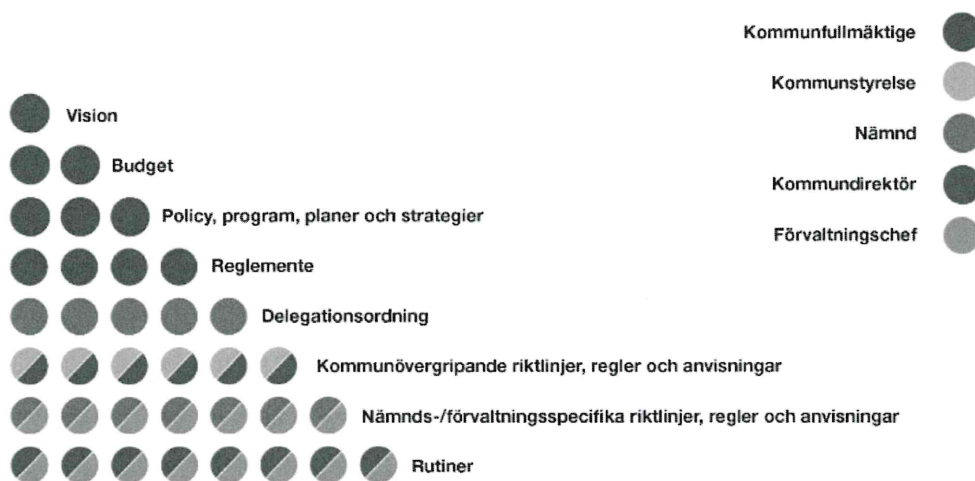 Kommunfullmäktige
Kommunstyrelse
Nämnd
Kommundirektör
Förvaltningschef
Vision
Budget
Policy, program, planer och strategier
Reglemente
Delegationsordning
Kommunövergripande riktlinjer, regler och anvisningar
Nämnds-/förvaltningsspecifika riktlinjer, regler och anvisningar
Rutiner